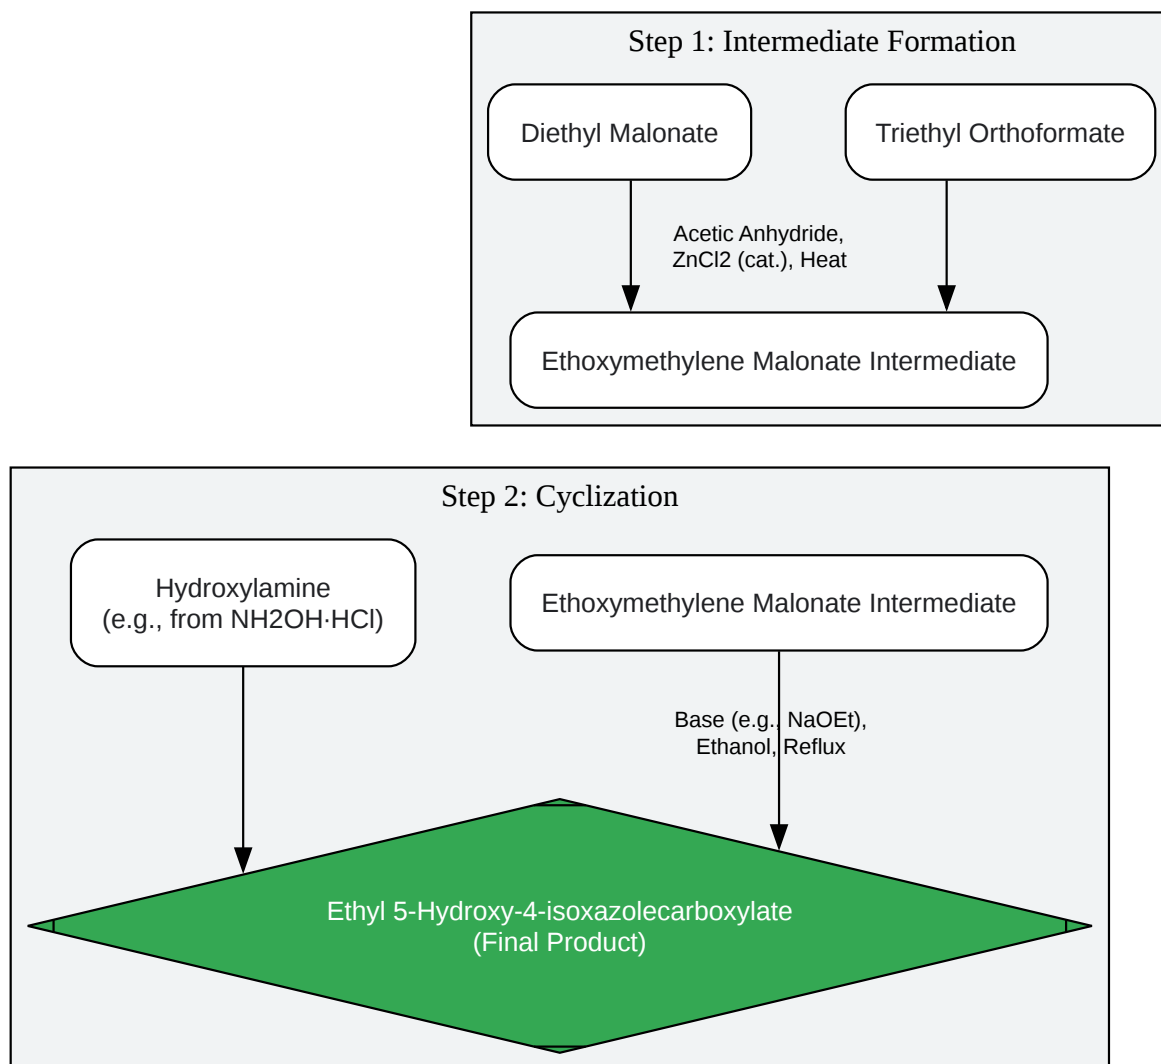 Step 1: Intermediate Formation
Diethyl Malonate
Triethyl Orthoformate
Acetic Anhydride,
ZnCl2 (cat.), Heat
Ethoxymethylene Malonate Intermediate
Step 2: Cyclization
Hydroxylamine
(e.g., from NH2OH·HCl)
Ethoxymethylene Malonate Intermediate
Base (e.g., NaOEt),
Ethanol, Reflux
Ethyl 5-Hydroxy-4-isoxazolecarboxylate
(Final Product)